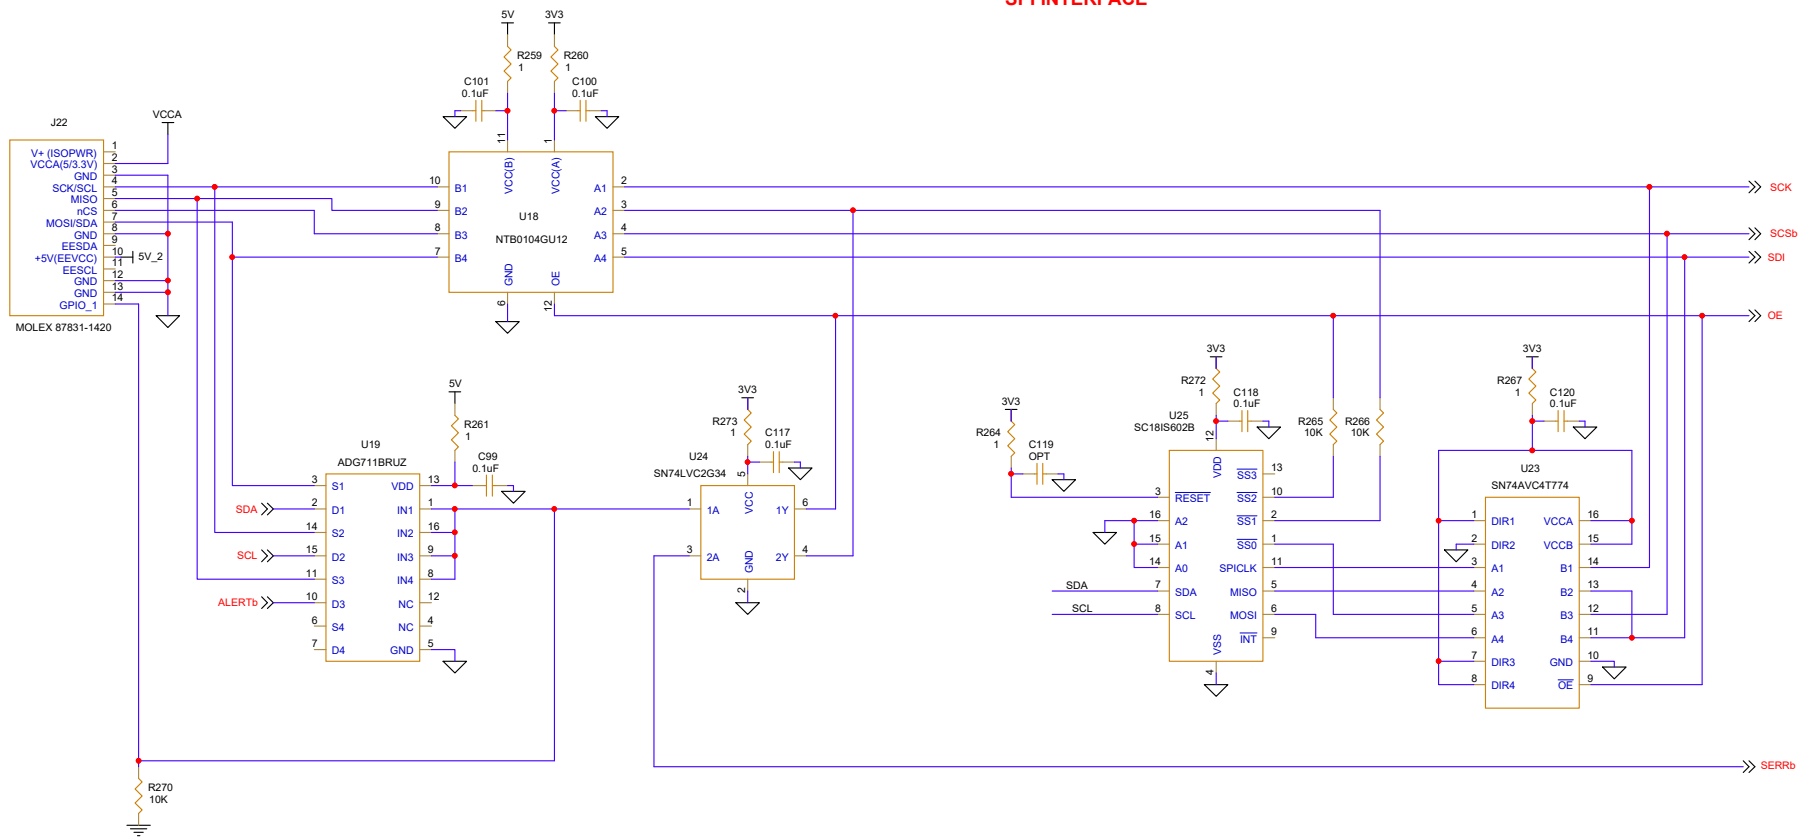 SPI INTERFACE
5V
3V3
R259
1
R260
1
C101
0.1uF
C100
0.1uF
J22
VCCA
V+ (ISOPWR) 1
VCCA(5/3.3V) 2
GND 3
SCK/SCL 4
MISO 5
nCS 6
MOSI/SDA 7
GND 8
EESDA 9
+5V(EEVCC) 10 5V_2
EESCL 11
GND 12
GND 13
GPIO_1 14
MOLEX 87831-1420
11
1
VCC(B)
VCC(A)
10 B1
9 B2
8 B3
7 B4
U18
NTB0104GU12
A1 2
A2 3
A3 4
A4 5
GND
OE
6
12
SCK
SCSb
SDI
OE
5V
R261
1
C99
0.1uF
U19
ADG711BRUZ
3 S1
SDA 2 D1
14 S2
SCL 15 D2
11 S3
ALERTb 10 D3
6 S4
7 D4
VDD 13
IN1 1
IN2 16
IN3 9
IN4 8
NC 12
NC 4
GND 5
3V3
R273
1
C117
0.1uF
U24
SN74LVC2G34
5
VCC
1 1A
1Y 6
3 2A
2Y 4
GND
2
3V3
R264
1
C119
OPT
3V3
R272
1
C118
0.1uF
U25
SC18IS602B
12
VDD
3 RESET
16 A2
15 A1
14 A0
SDA 7 SDA
SCL 8 SCL
SS3 13
SS2 10
SS1 2
SS0 1
SPICLK 11
MISO 5
MOSI 6
INT 9
VSS
4
R265
10K
R266
10K
3V3
R267
1
C120
0.1uF
U23
SN74AVC4T774
1 DIR1
2 DIR2
3 A1
4 A2
5 A3
6 A4
7 DIR3
8 DIR4
VCCA 16
VCCB 15
B1 14
B2 13
B3 12
B4 11
GND 10
OE 9
SERRb
R270
10K